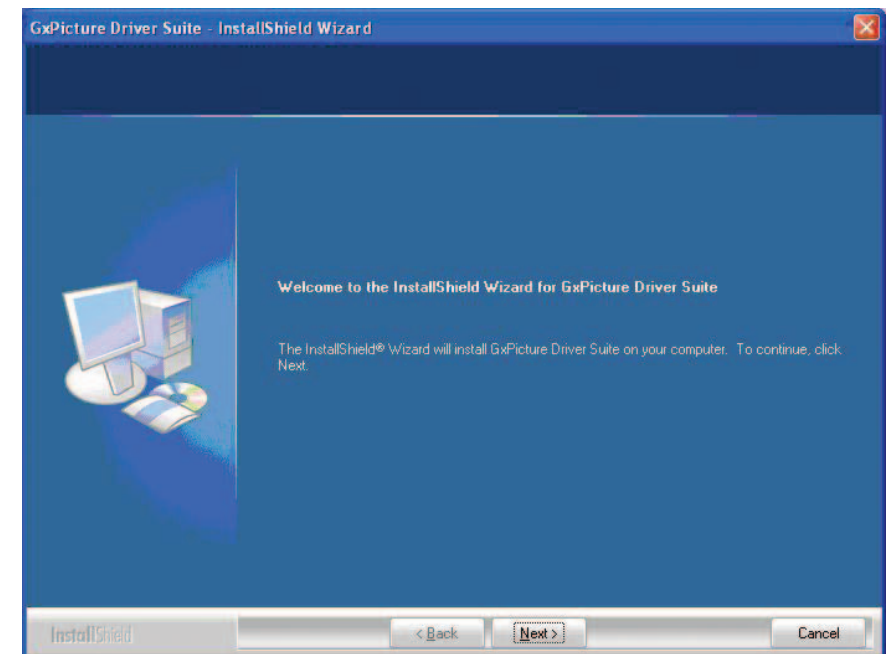 GxPicture Driver Suite - InstallShield Wizard
Welcome to the InstallShield Wizard for GxPicture Driver Suite
The InstallShield® Wizard will install GxPicture Driver Suite on your computer. To continue, click
Next.
InstallShield
< Back
Next >
Cancel